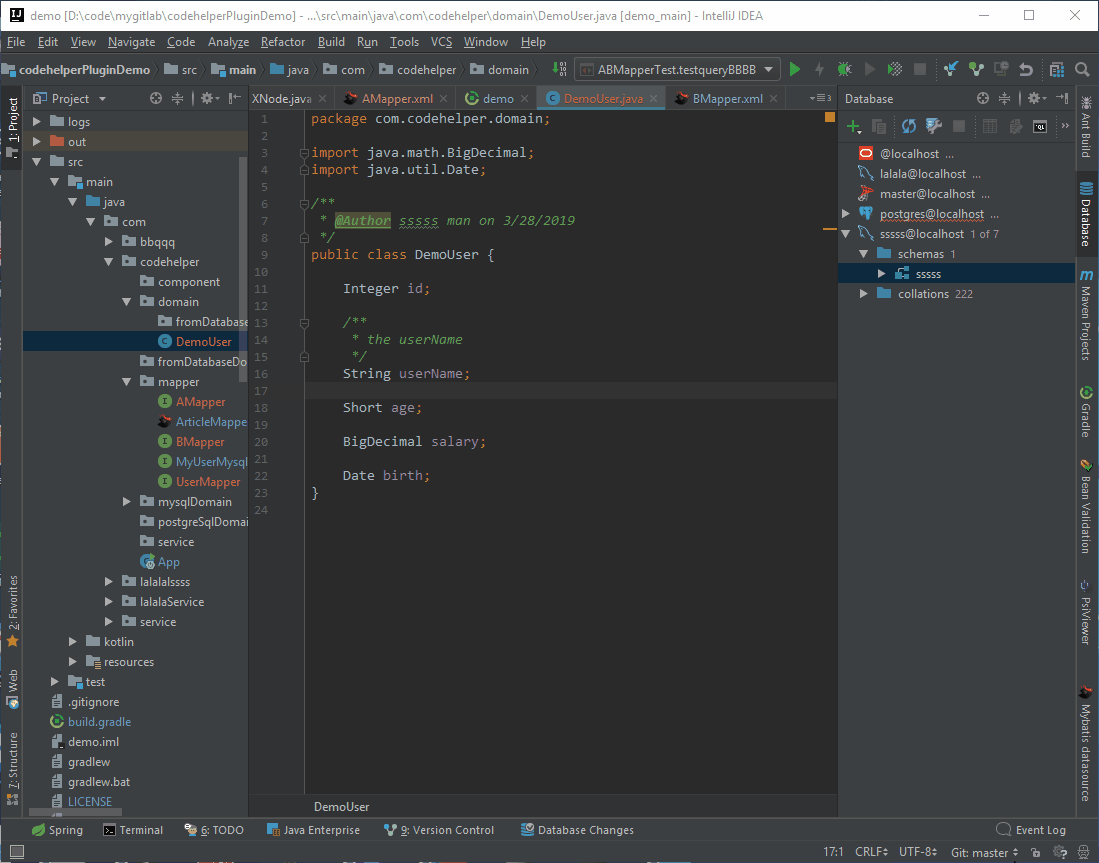 demo [D:\code\mygitlab\codehelperPluginDemo] - ...\src\main\java\com\codehelper\domain\DemoUser.java [demo_main] - IntelliJ IDEA
File Edit View Navigate Code Analyze Refactor Build Run Tools VCS Window Help
codehelperPluginDemo src main java com codehelper domain ABMapperTest.testqueryBBBB
Project XNode.java AMapper.xml demo DemoUser.java BMapper.xml 3 Database
1: Project
logs
out
src
main
java
com
bbqqq
codehelper
component
domain
fromDatabase
DemoUser
fromDatabaseDo
mapper
AMapper
ArticleMappe
BMapper
MyUserMysql
UserMapper
mysqlDomain
postgreSqlDomai
service
App
lalalalssss
lalalaService
service
kotlin
resources
test
.gitignore
build.gradle
demo.iml
gradlew
gradlew.bat
LICENSE
2: Favorites
Web
7: Structure
1 package com.codehelper.domain;
2
3 import java.math.BigDecimal;
4 import java.util.Date;
5
6 /**
7 * @Author sssss man on 3/28/2019
8 */
9 public class DemoUser {
10
11 Integer id;
12
13 /**
14 * the userName
15 */
16 String userName;
17
18 Short age;
19
20 BigDecimal salary;
21
22 Date birth;
23 }
24
DemoUser
@localhost ...
lalala@localhost ...
master@localhost ...
postgres@localhost ...
sssss@localhost 1 of 7
schemas 1
sssss
collations 222
Ant Build
Database
Maven Projects
Gradle
Bean Validation
PsiViewer
Mybatis datasource
Spring Terminal 6: TODO Java Enterprise 9: Version Control Database Changes Event Log
17:1 CRLF UTF-8 Git: master